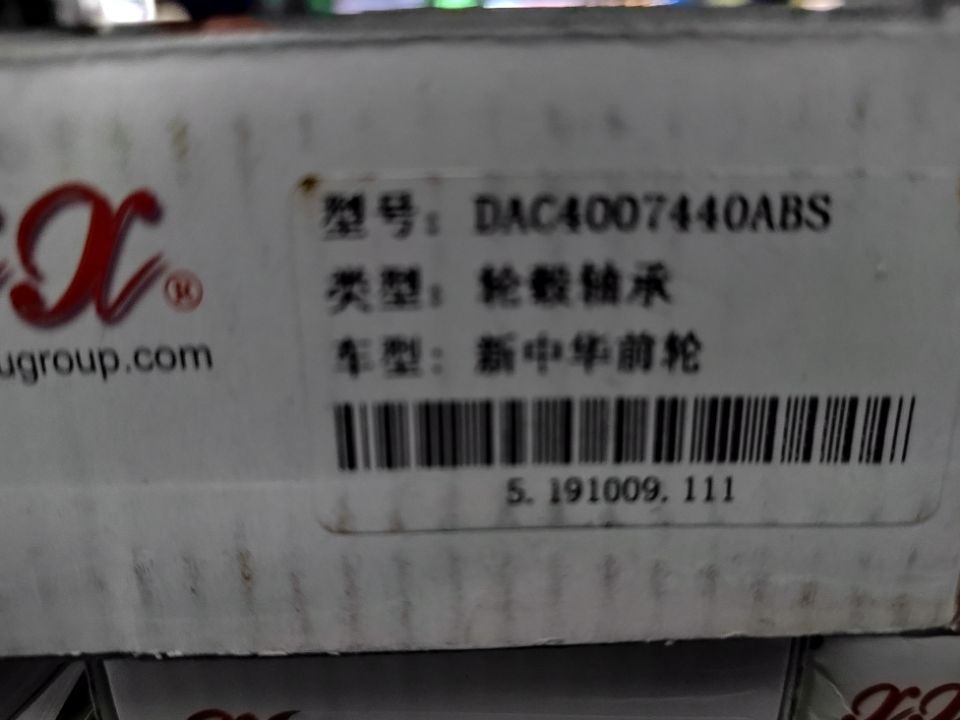 X®
ugroup.com
型号: DAC4007440ABS
类型: 轮毂轴承
车型: 新中华前轮
5. 191009. 111